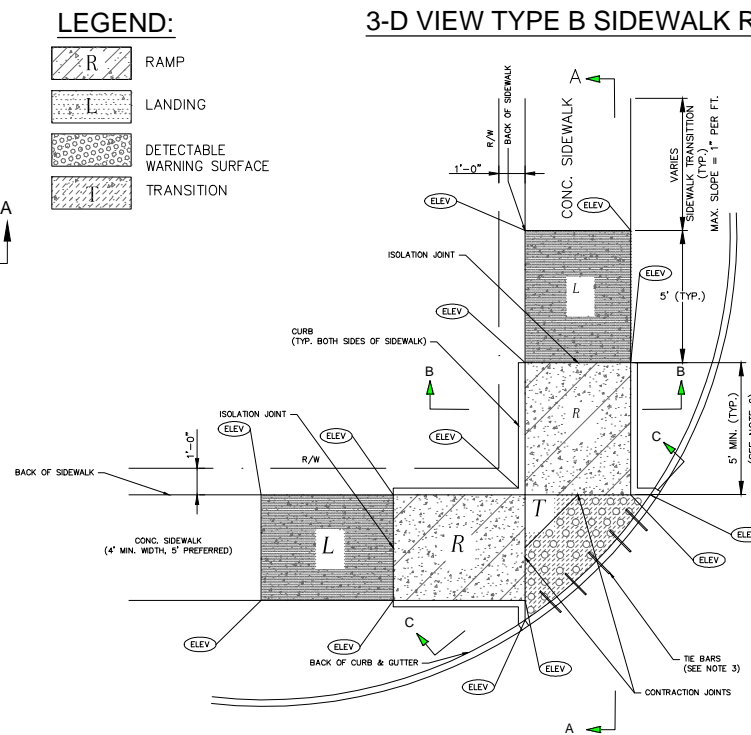 LEGEND:
3-D VIEW TYPE B SIDEWALK R
R
RAMP
L
LANDING
DETECTABLE
WARNING SURFACE
T
TRANSITION
A
A
R/W
BACK OF SIDEWALK
CONC. SIDEWALK
VARIES
SIDEWALK TRANSITTION
(TYP.)
MAX. SLOPE = 1" PER FT.
1'-0"
ELEV
ELEV
ISOLATION JOINT
L
ELEV
5' (TYP.)
ELEV
CURB
(TYP. BOTH SIDES OF SIDEWALK)
B
B
R
5' MIN. (TYP.)
ISOLATION JOINT
ELEV
ELEV
ELEV
C
1'-0"
R/W
BACK OF SIDEWALK
T
CONC. SIDEWALK
(4' MIN. WIDTH, 5' PREFERRED)
L
R
ELE
ELEV
C
ELEV
ELEV
BACK OF CURB & GUTTER
ELEV
ELEV
TIE BARS
(SEE NOTE 3)
CONTRACTION JOINTS
A